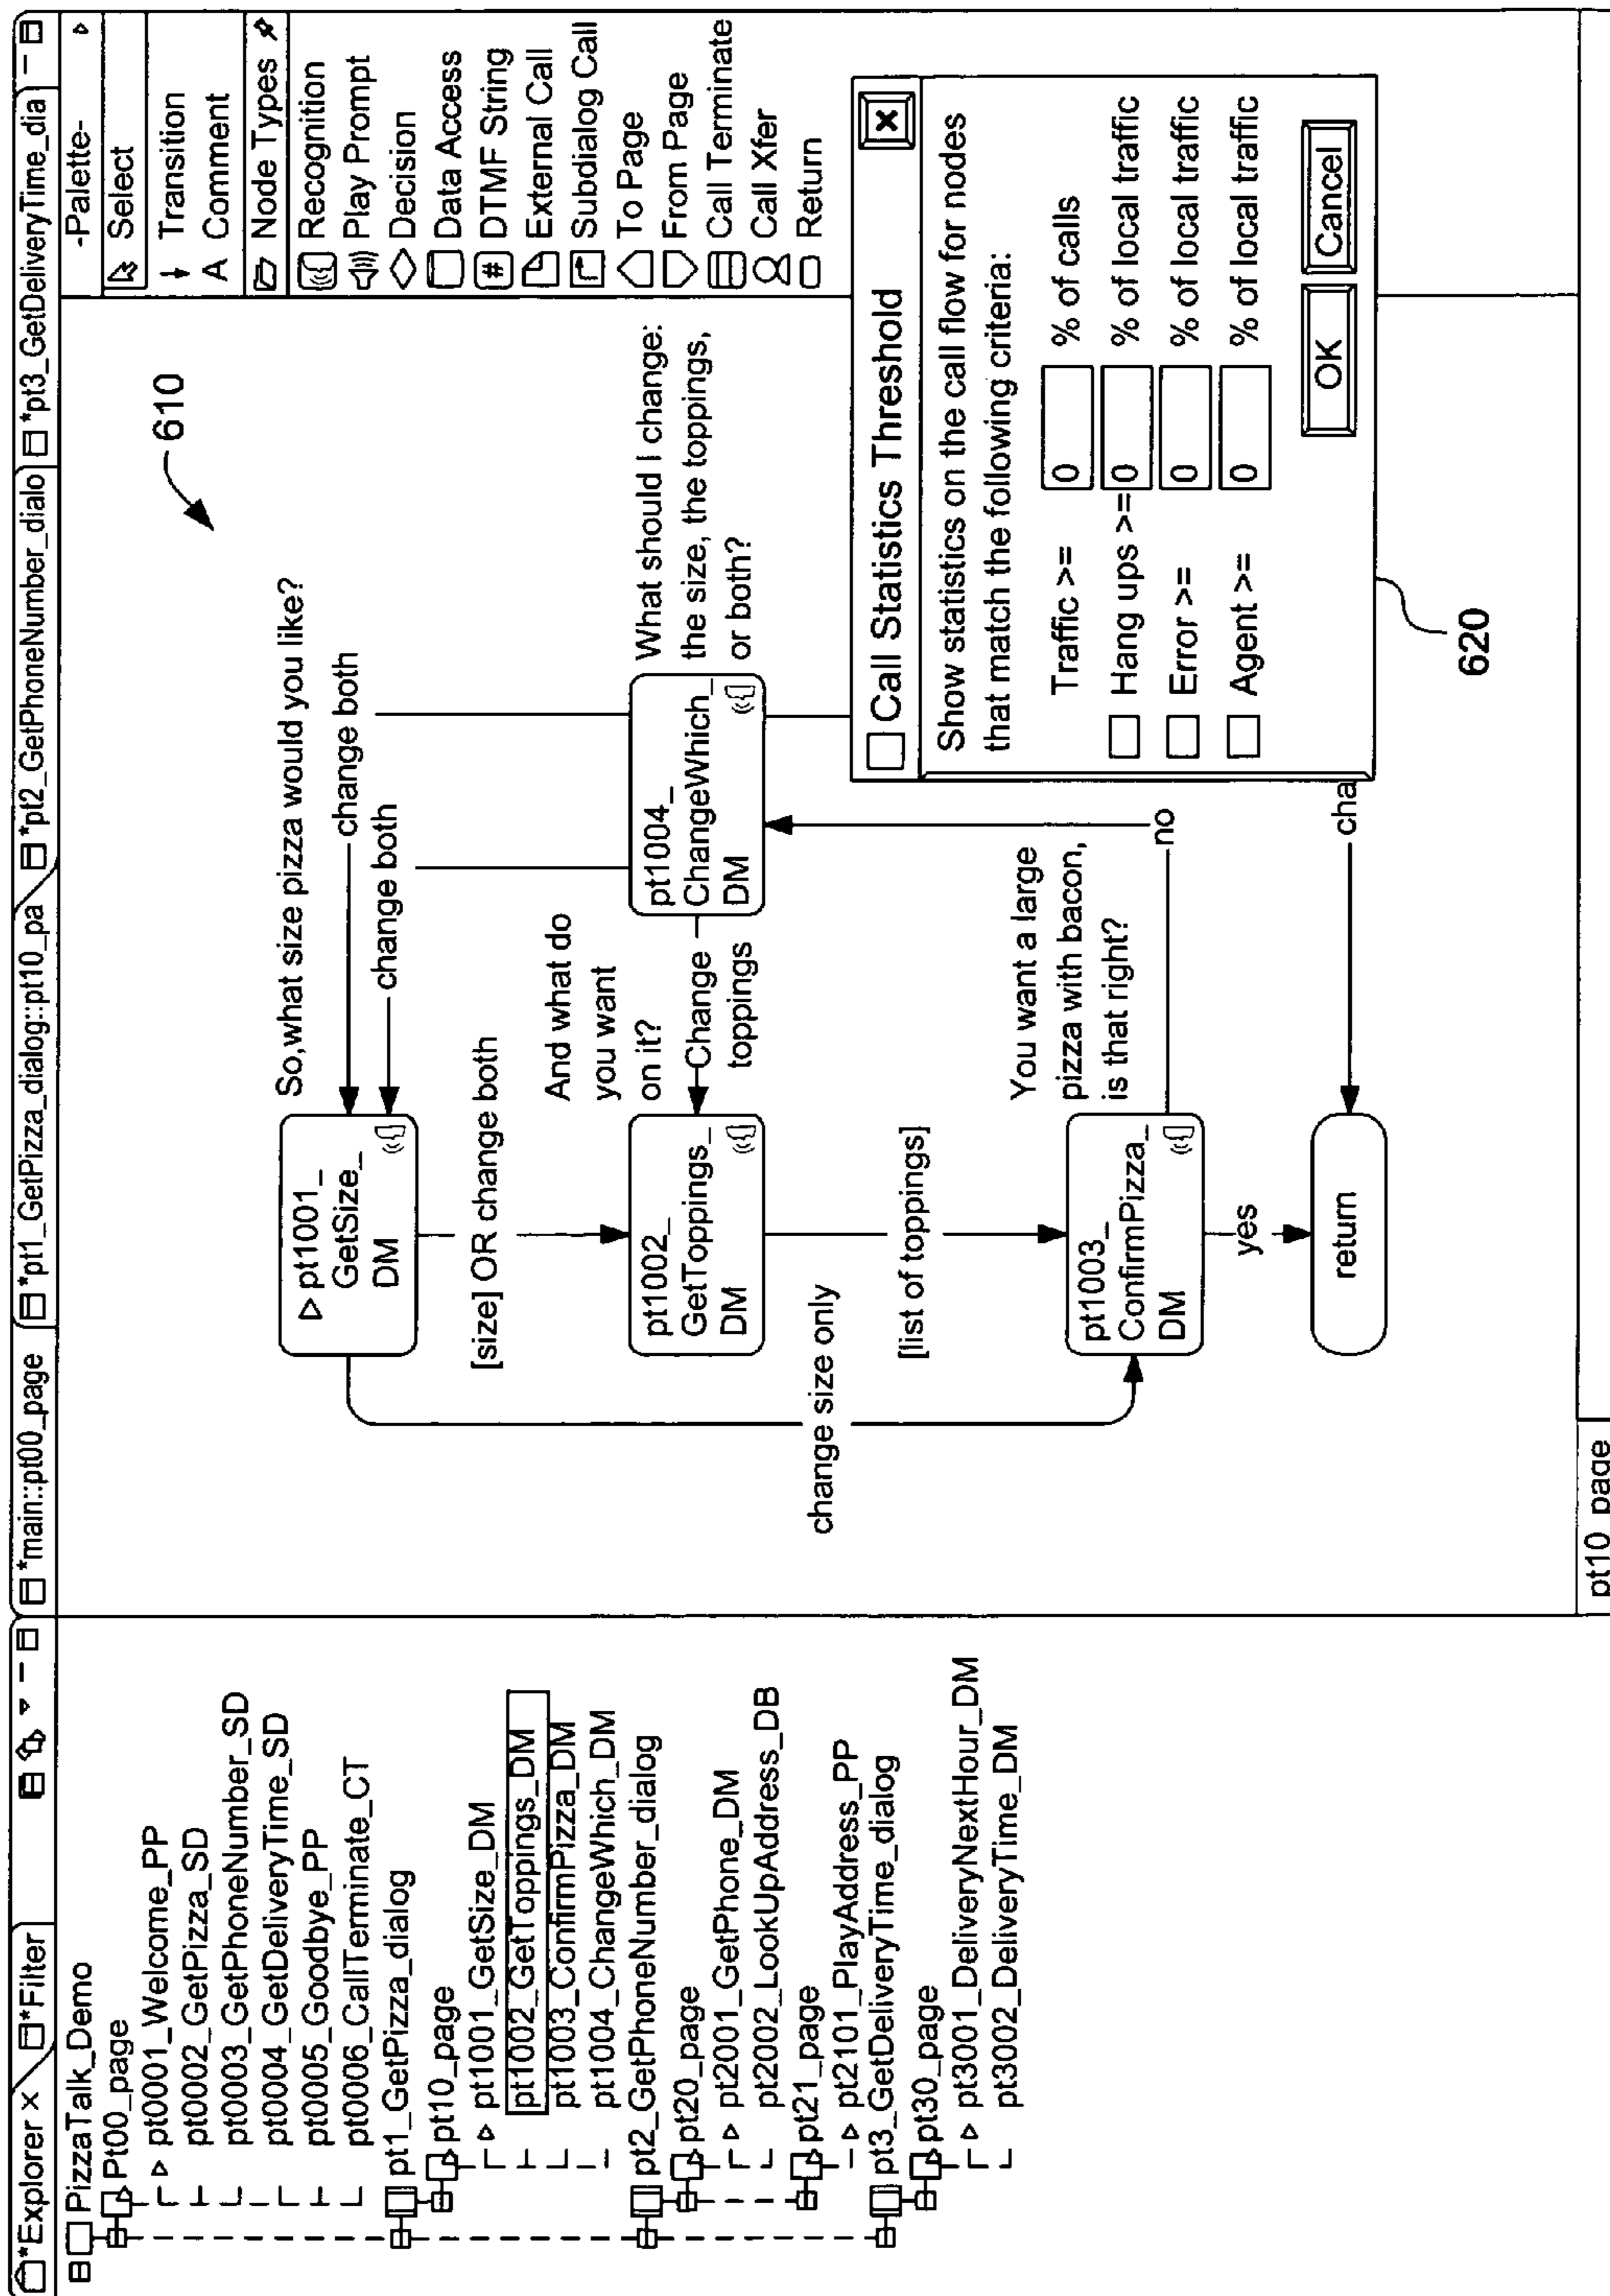 *Explorer ×
*Filter
*main::pt00_page
*pt1_GetPizza_dialog::pt10_pa
*pt2_GetPhoneNumber_dialo
*pt3_GetDeliveryTime_dial
PizzaTalk_Demo
Pt00_page
pt0001_Welcome_PP
pt0002_GetPizza_SD
pt0003_GetPhoneNumber_SD
pt0004_GetDeliveryTime_SD
pt0005_Goodbye_PP
pt0006_CallTerminate_CT
pt1_GetPizza_dialog
pt10_page
pt1001_GetSize_DM
pt1002_GetToppings_DM
pt1003_ConfirmPizza_DM
pt1004_ChangeWhich_DM
pt2_GetPhoneNumber_dialog
pt20_page
pt2001_GetPhone_DM
pt2002_LookUpAddress_DB
pt21_page
pt2101_PlayAddress_PP
pt3_GetDeliveryTime_dialog
pt30_page
pt3001_DeliveryNextHour_DM
pt3002_DeliveryTime_DM
610
So,what size pizza would you like?
pt1001_
GetSize_
DM
change both
change both
[size] OR change both
And what do
you want
on it?
pt1002_
GetToppings_
DM
Change
toppings
pt1004_
ChangeWhich_
DM
What should I change:
the size, the toppings,
or both?
change size only
[list of toppings]
You want a large
pizza with bacon,
is that right?
no
pt1003_
ConfirmPizza_
DM
yes
return
cha
pt10_page
-Palette-
Select
Transition
A Comment
Node Types
Recognition
Play Prompt
Decision
Data Access
# DTMF String
External Call
Subdialog Call
To Page
From Page
Call Terminate
Call Xfer
Return
Call Statistics Threshold
×
Show statistics on the call flow for nodes
that match the following criteria:
Traffic >= 0 % of calls
Hang ups >= 0 % of local traffic
Error >= 0 % of local traffic
Agent >= 0 % of local traffic
OK
Cancel
620